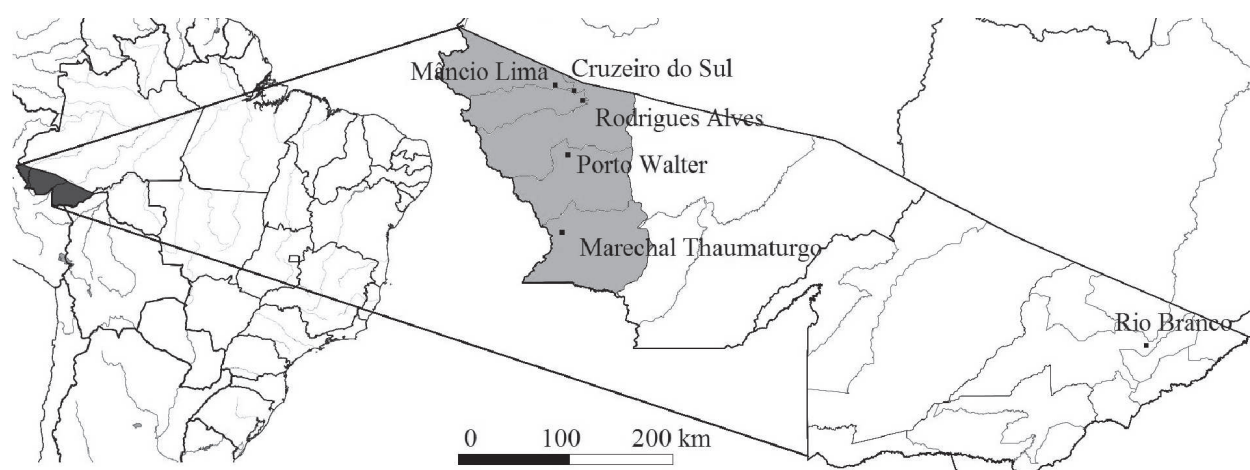 Mâncio Lima
Cruzeiro do Sul
Rodrigues Alves
Porto Walter
Marechal Thaumaturgo
Rio Branco
0 100 200 km